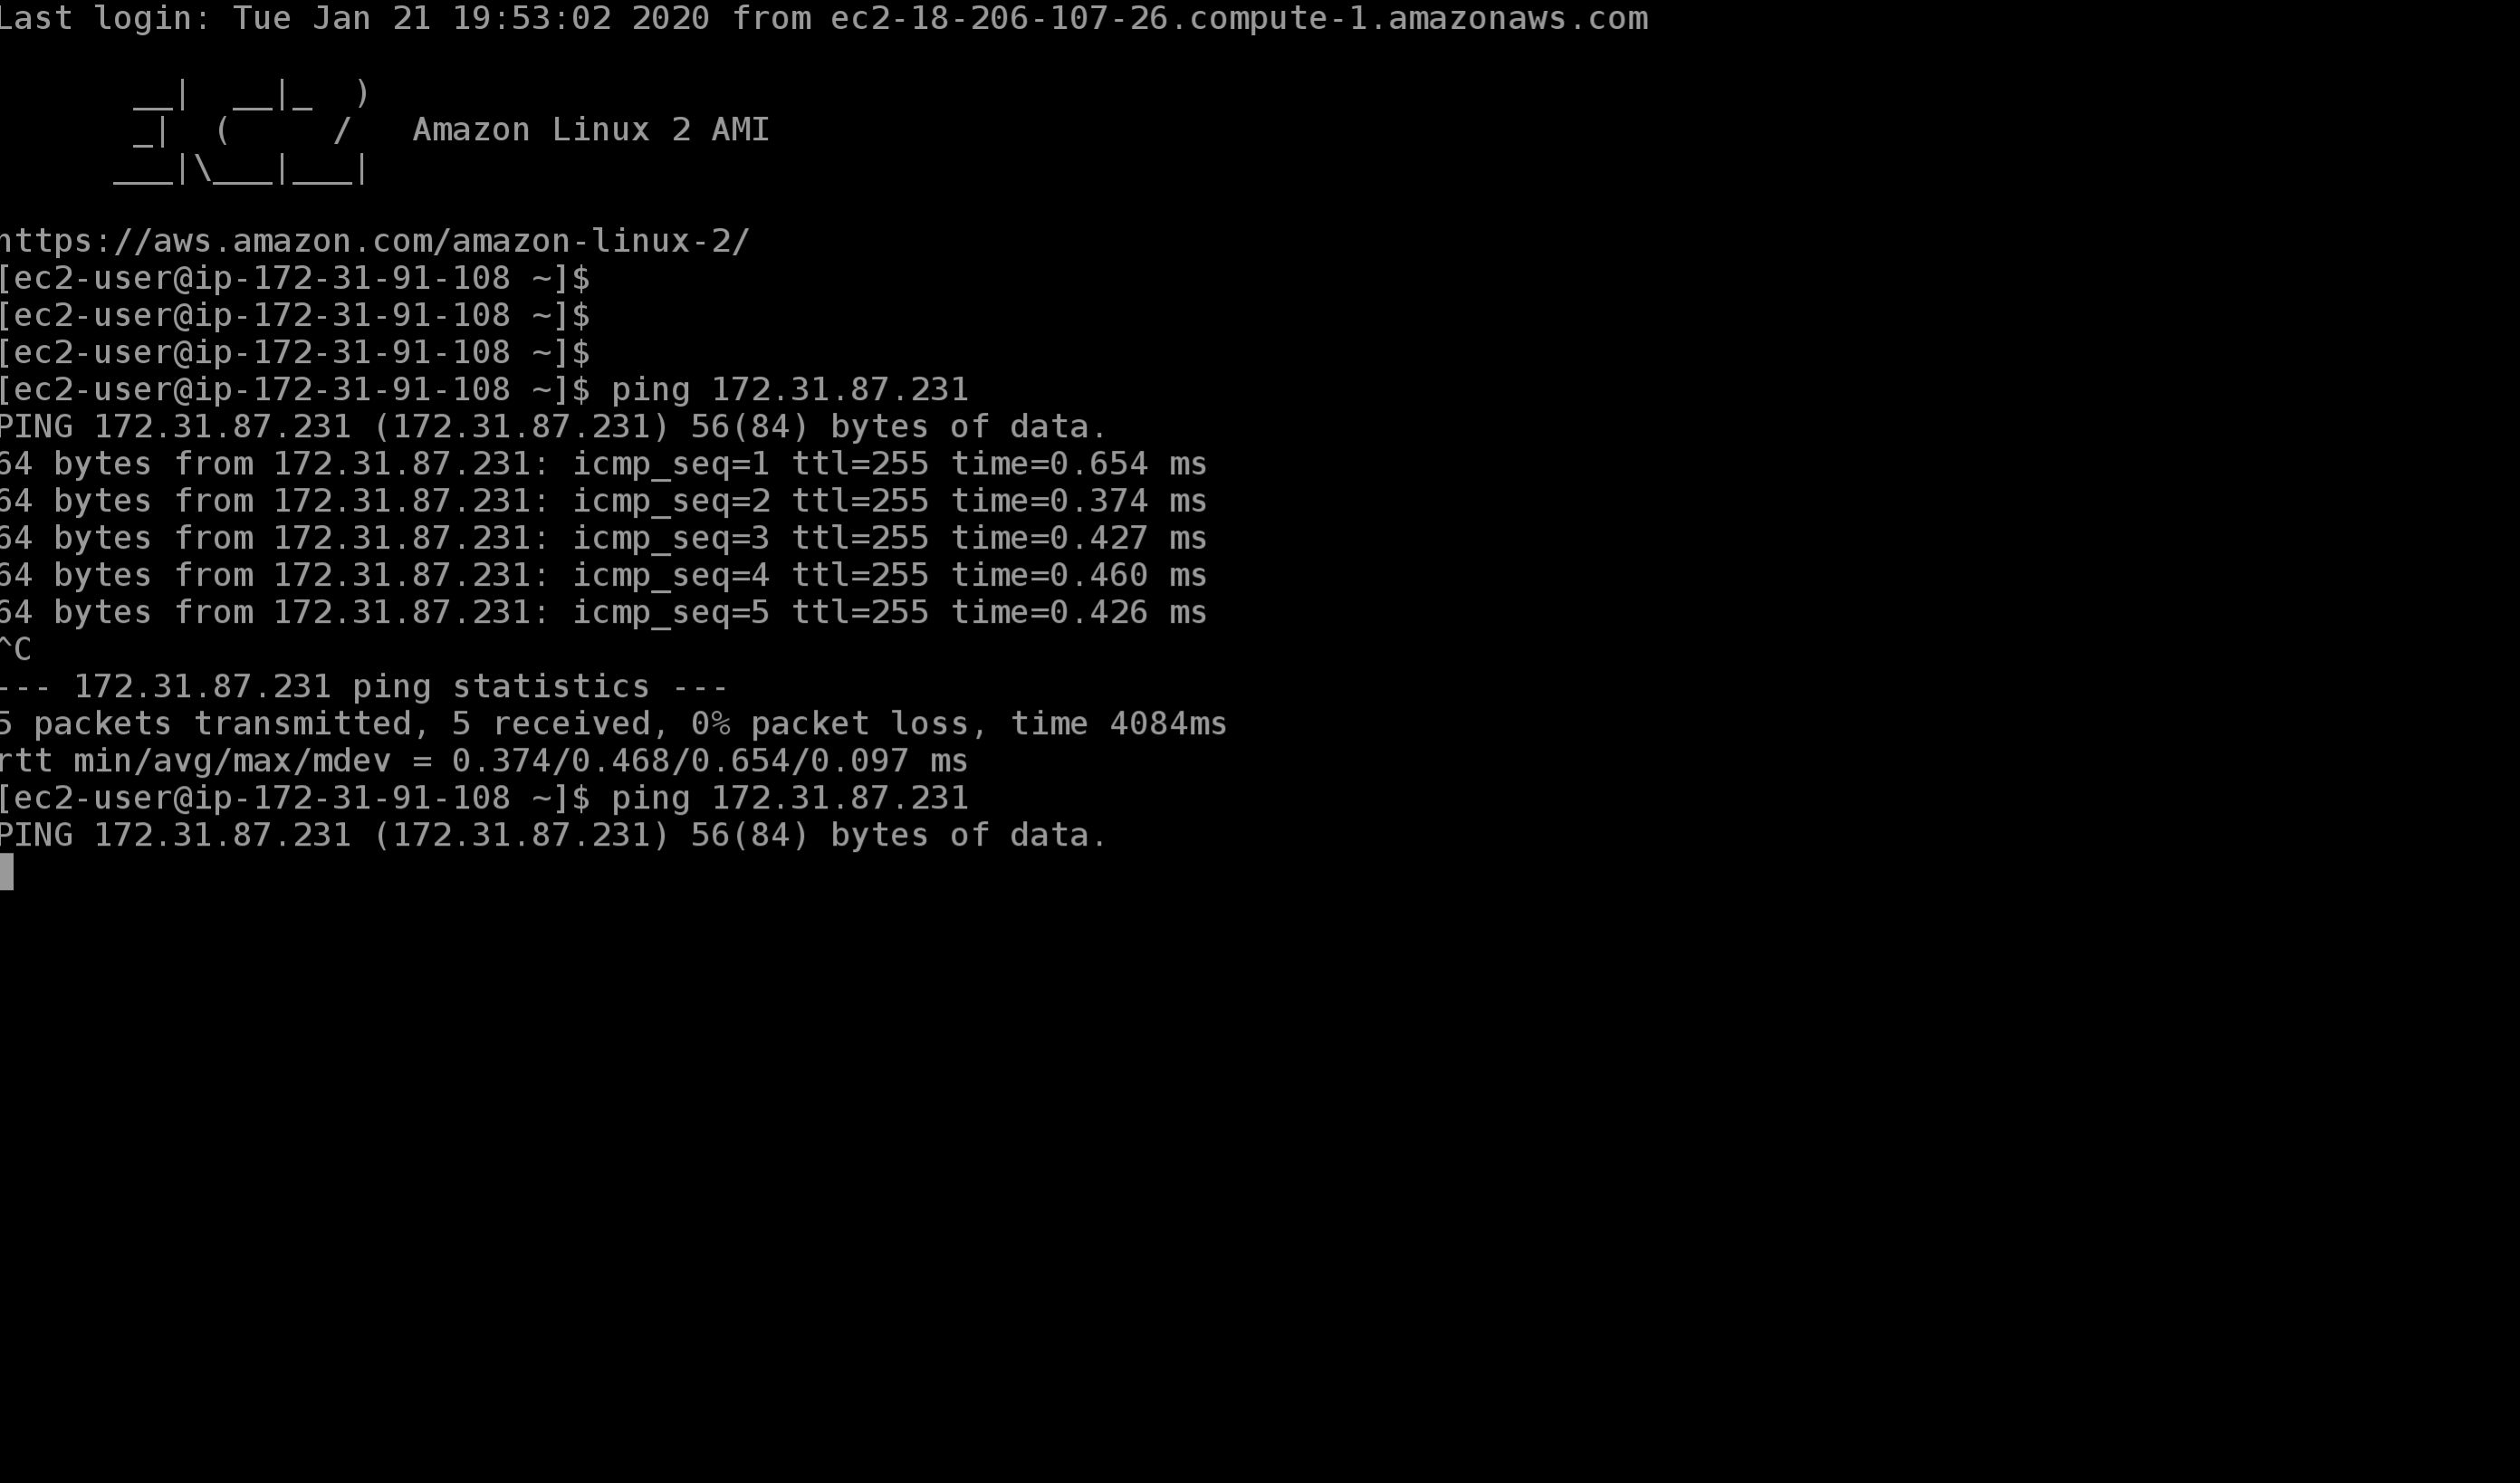 Last login: Tue Jan 21 19:53:02 2020 from ec2-18-206-107-26.compute-1.amazonaws.com
       __|  __|_  )
       _|  (     /   Amazon Linux 2 AMI
      ___|\___|___|
https://aws.amazon.com/amazon-linux-2/
[ec2-user@ip-172-31-91-108 ~]$
[ec2-user@ip-172-31-91-108 ~]$
[ec2-user@ip-172-31-91-108 ~]$
[ec2-user@ip-172-31-91-108 ~]$ ping 172.31.87.231
PING 172.31.87.231 (172.31.87.231) 56(84) bytes of data.
64 bytes from 172.31.87.231: icmp_seq=1 ttl=255 time=0.654 ms
64 bytes from 172.31.87.231: icmp_seq=2 ttl=255 time=0.374 ms
64 bytes from 172.31.87.231: icmp_seq=3 ttl=255 time=0.427 ms
64 bytes from 172.31.87.231: icmp_seq=4 ttl=255 time=0.460 ms
64 bytes from 172.31.87.231: icmp_seq=5 ttl=255 time=0.426 ms
^C
--- 172.31.87.231 ping statistics ---
5 packets transmitted, 5 received, 0% packet loss, time 4084ms
rtt min/avg/max/mdev = 0.374/0.468/0.654/0.097 ms
[ec2-user@ip-172-31-91-108 ~]$ ping 172.31.87.231
PING 172.31.87.231 (172.31.87.231) 56(84) bytes of data.